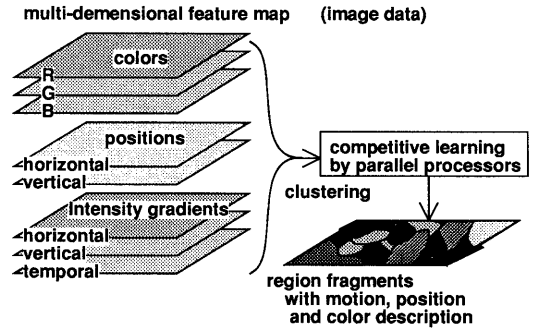 multi-demensional feature map (image data)
colors
R
G
B
positions
horizontal
vertical
Intensity gradients
horizontal
vertical
temporal
competitive learning
by parallel processors
clustering
region fragments
with motion, position
and color description